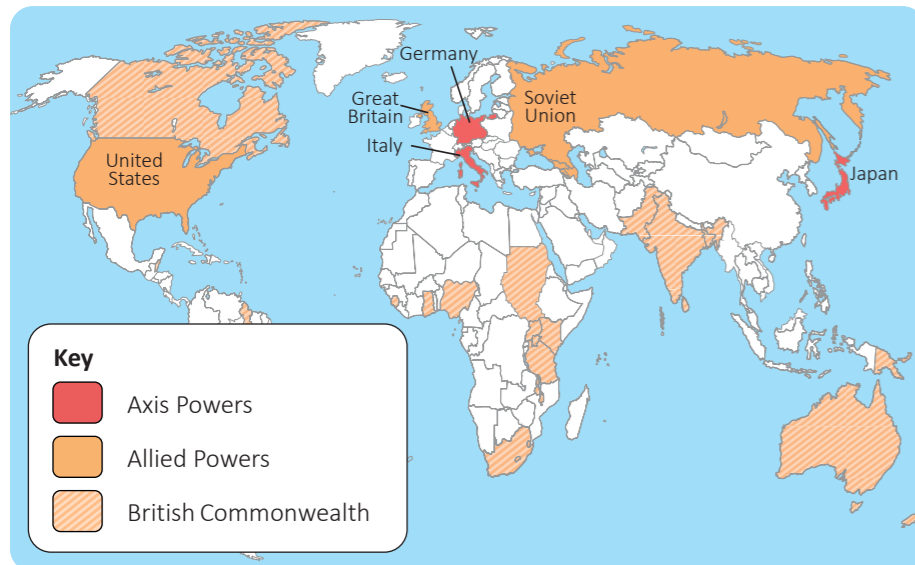 Germany
Great
Britain
Italy
Soviet
Union
United
States
Japan
Key
Axis Powers
Allied Powers
British Commonwealth